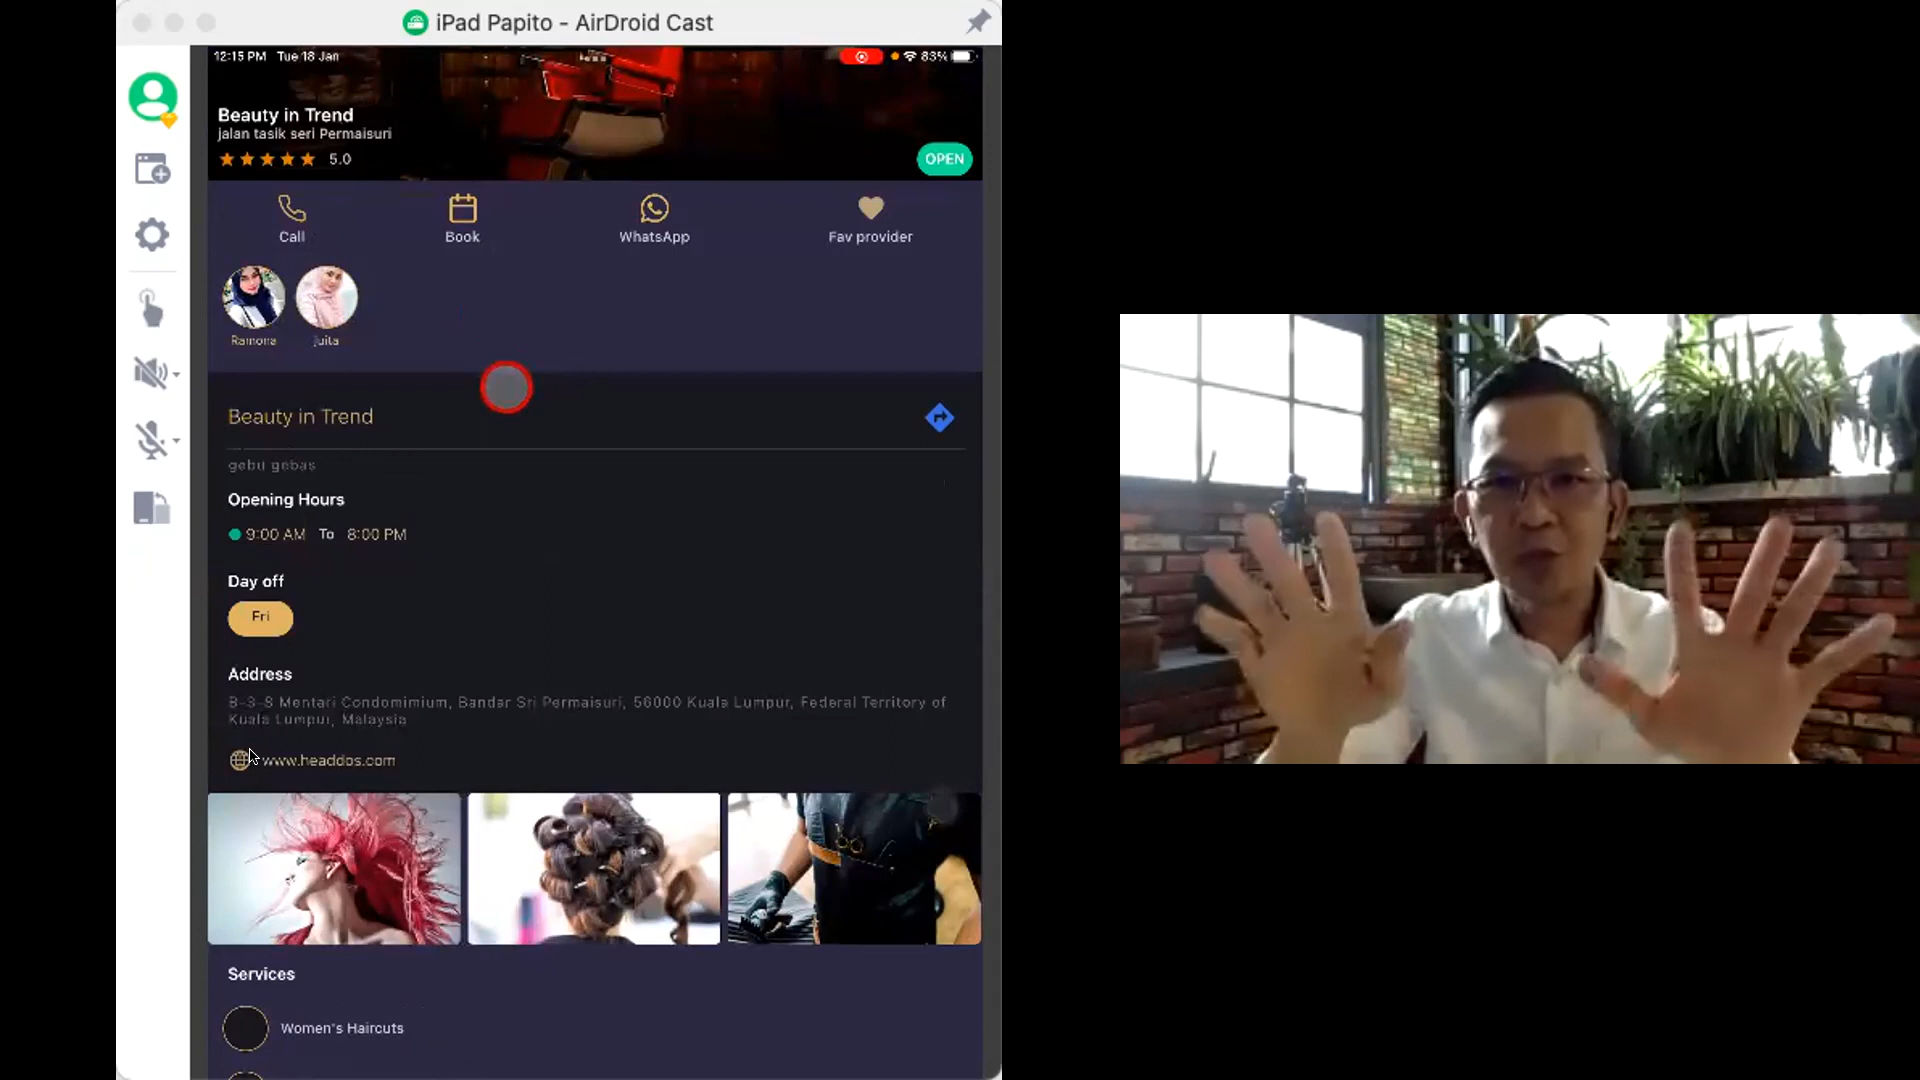 iPad Papito - AirDroid Cast
12:15 PM Tue 18 Jan
83%
Beauty in Trend
jalan tasik seri Permaisuri
5.0
OPEN
Call
Book
WhatsApp
Fav provider
Ramona
juita
Beauty in Trend
gebu gebas
Opening Hours
9:00 AM To 8:00 PM
Day off
Fri
Address
B-3-8 Mentari Condomimium, Bandar Sri Permaisuri, 56000 Kuala Lumpur, Federal Territory of
Kuala Lumpur, Malaysia
www.headdos.com
Services
Women's Haircuts